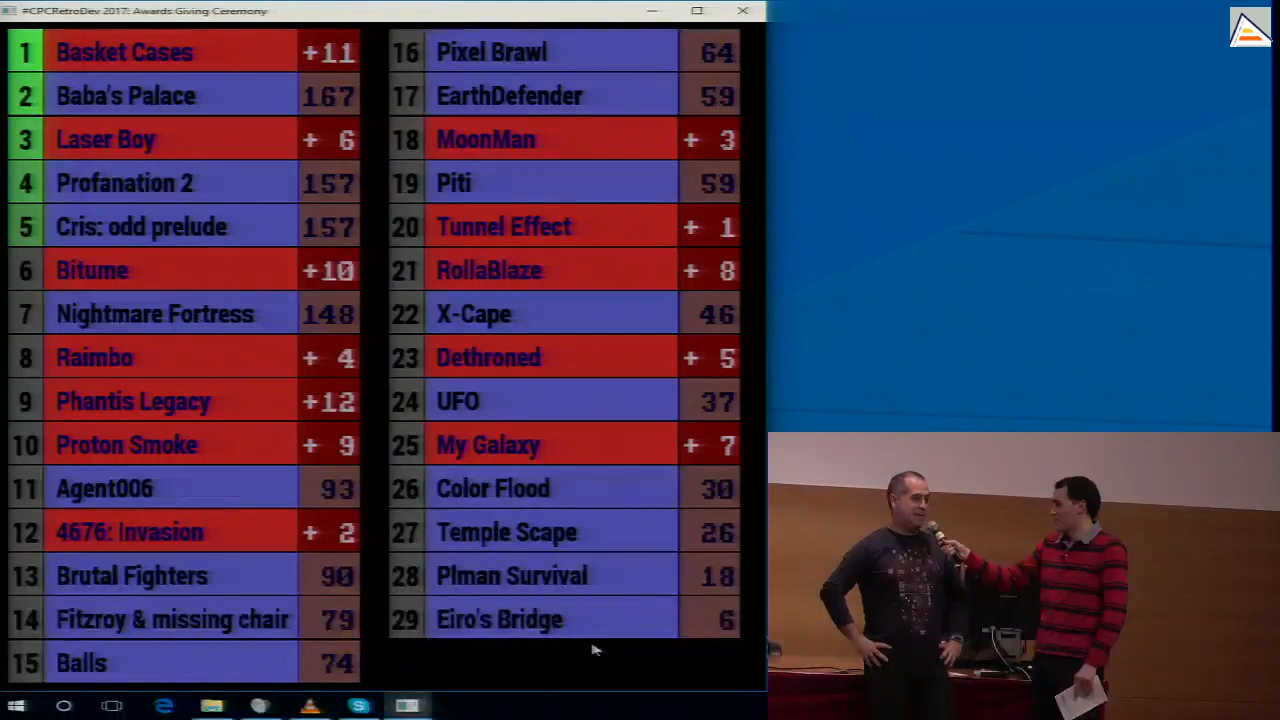 #CPCRetroDev 2017: Awards Giving Ceremony
1 Basket Cases +11
2 Baba's Palace 167
3 Laser Boy + 6
4 Profanation 2 157
5 Cris: odd prelude 157
6 Bitume +10
7 Nightmare Fortress 148
8 Raimbo + 4
9 Phantis Legacy +12
10 Proton Smoke + 9
11 Agent006 93
12 4676: Invasion + 2
13 Brutal Fighters 90
14 Fitzroy & missing chair 79
15 Balls 74
16 Pixel Brawl 64
17 EarthDefender 59
18 MoonMan + 3
19 Piti 59
20 Tunnel Effect + 1
21 RollaBlaze + 8
22 X-Cape 46
23 Dethroned + 5
24 UFO 37
25 My Galaxy + 7
26 Color Flood 30
27 Temple Scape 26
28 Plman Survival 18
29 Eiro's Bridge 6